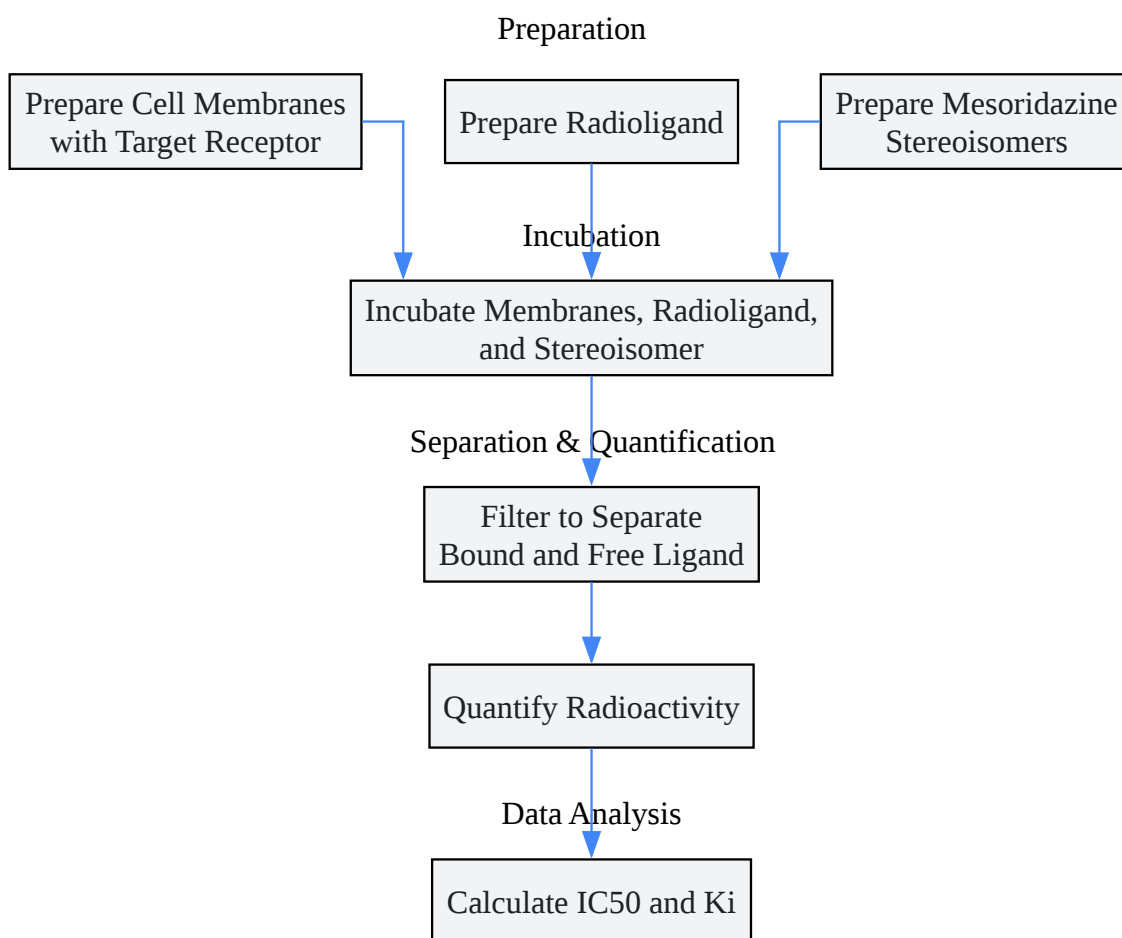 Preparation
Prepare Cell Membranes
with Target Receptor
Prepare Radioligand
Prepare Mesoridazine
Stereoisomers
Incubation
Incubate Membranes, Radioligand,
and Stereoisomer
Separation & Quantification
Filter to Separate
Bound and Free Ligand
Quantify Radioactivity
Data Analysis
Calculate IC50 and Ki